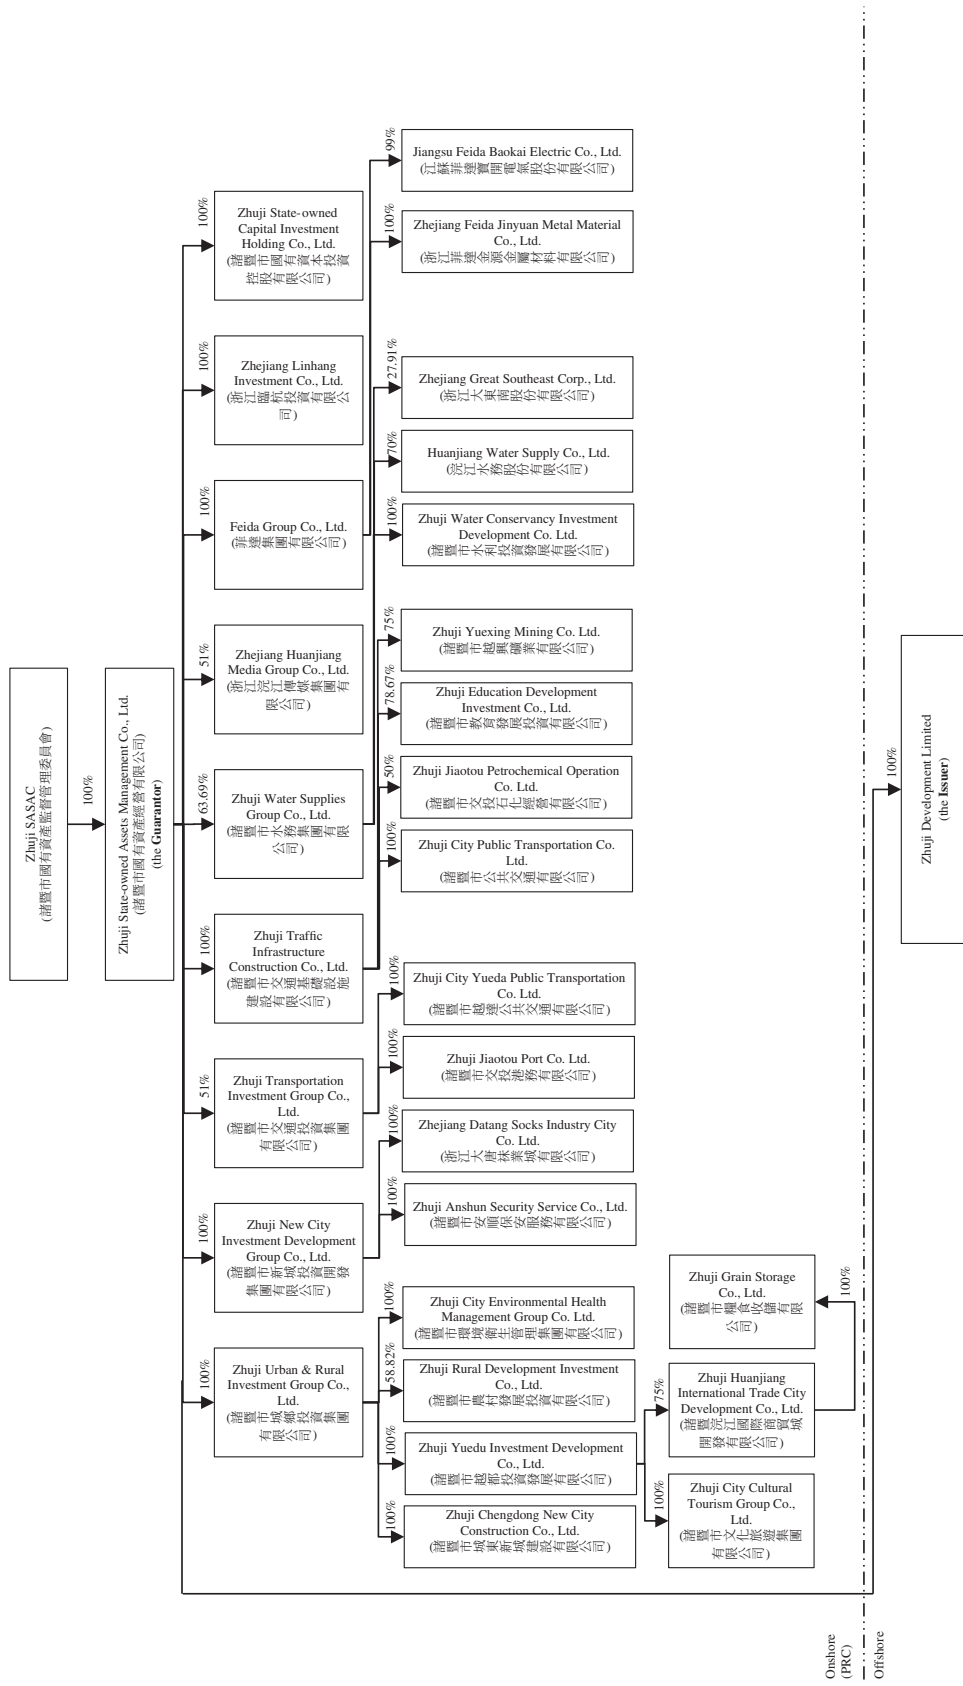 Zhuji SASAC
(諸暨市國有資產監督管理委員會)
100%
Zhuji State-owned Assets Management Co., Ltd.
(諸暨市國有資產經營有限公司)
(the Guarantor)
100%
Zhuji Urban & Rural
Investment Group Co.,
Ltd.
(諸暨市城鄉投資集團
有限公司)
100%
Zhuji New City
Investment Development
Group Co., Ltd.
(諸暨市新城投資開發
集團有限公司)
51%
Zhuji Transportation
Investment Group Co.,
Ltd.
(諸暨市交通投資集團
有限公司)
100%
Zhuji Traffic
Infrastructure
Construction Co., Ltd.
(諸暨市交通基礎設施
建設有限公司)
63.69%
Zhuji Water Supplies
Group Co., Ltd.
(諸暨市水務集團有限
公司)
51%
Zhejiang Huanjiang
Media Group Co., Ltd.
(浙江浣江傳媒集團有
限公司)
100%
Feida Group Co., Ltd.
(菲達集團有限公司)
100%
Zhejiang Linhang
Investment Co., Ltd.
(浙江臨杭投資有限公
司)
100%
Zhuji State-owned
Capital Investment
Holding Co., Ltd.
(諸暨市國有資本投資
控股有限公司)
100%
Zhuji Chengdong New City
Construction Co., Ltd.
(諸暨市城東新城建設有限公司)
100%
Zhuji Yuedu Investment Development
Co., Ltd.
(諸暨市越都投資發展有限公司)
58.82%
Zhuji Rural Development Investment
Co., Ltd.
(諸暨市農村發展投資有限公司)
100%
Zhuji City Environmental Health
Management Group Co. Ltd.
(諸暨市環境衛生管理集團有限公司)
100%
Zhuji Anshun Security Service Co., Ltd.
(諸暨市安順保安服務有限公司)
100%
Zhejiang Datang Socks Industry City
Co. Ltd.
(浙江大唐袜業城有限公司)
100%
Zhuji Jiaotou Port Co. Ltd.
(諸暨市交投港務有限公司)
100%
Zhuji City Yueda Public Transportation
Co. Ltd.
(諸暨市越達公共交通有限公司)
100%
Zhuji City Public Transportation Co.
Ltd.
(諸暨市公共交通有限公司)
50%
Zhuji Jiaotou Petrochemical Operation
Co. Ltd.
(諸暨市交投石化經營有限公司)
78.67%
Zhuji Education Development
Investment Co., Ltd.
(諸暨市教育發展投資有限公司)
75%
Zhuji Yuexing Mining Co. Ltd.
(諸暨市越興礦業有限公司)
100%
Zhuji Water Conservancy Investment
Development Co. Ltd.
(諸暨市水利投資發展有限公司)
70%
Huanjiang Water Supply Co., Ltd.
(浣江水務股份有限公司)
27.91%
Zhejiang Great Southeast Corp., Ltd.
(浙江大東南股份有限公司)
100%
Zhejiang Feida Jinyuan Metal Material
Co., Ltd.
(浙江菲達金源金屬材料有限公司)
99%
Jiangsu Feida Baokai Electric Co., Ltd.
(江蘇菲達寶開電氣股份有限公司)
100%
Zhuji City Cultural
Tourism Group Co.,
Ltd.
(諸暨市文化旅遊集團
有限公司)
75%
Zhuji Huanjiang
International Trade City
Development Co., Ltd.
(諸暨浣江國際商貿城
開發有限公司)
100%
Zhuji Grain Storage
Co., Ltd.
(諸暨市糧食收儲有限
公司)
Onshore
(PRC)
Offshore
100%
Zhuji Development Limited
(the Issuer)